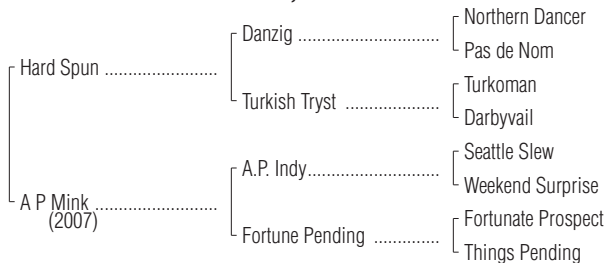 Northern Dancer
Danzig ..................................
Pas de Nom
Hard Spun ...........................
Turkoman
Turkish Tryst ......................
Darbyvail
Seattle Slew
A.P. Indy................................
Weekend Surprise
A P Mink .............................
(2007)
Fortunate Prospect
Fortune Pending ...............
Things Pending